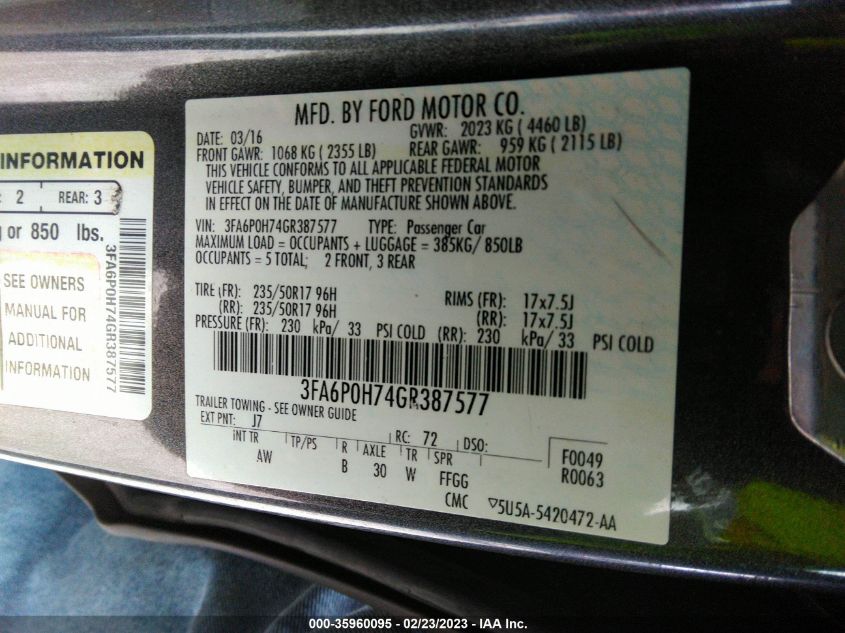 INFORMATION
2 REAR: 3
or 850 lbs.
SEE OWNERS
MANUAL FOR
ADDITIONAL
INFORMATION
3FA6P0H74GR387577
MFD. BY FORD MOTOR CO.
DATE: 03/16 GVWR: 2023 KG ( 4460 LB)
FRONT GAWR: 1068 KG ( 2355 LB) REAR GAWR: 959 KG ( 2115 LB)
THIS VEHICLE CONFORMS TO ALL APPLICABLE FEDERAL MOTOR
VEHICLE SAFETY, BUMPER, AND THEFT PREVENTION STANDARDS
IN EFFECT ON THE DATE OF MANUFACTURE SHOWN ABOVE.
VIN: 3FA6P0H74GR387577 TYPE: Passenger Car
MAXIMUM LOAD = OCCUPANTS + LUGGAGE = 385KG/ 850LB
OCCUPANTS = 5 TOTAL; 2 FRONT, 3 REAR
TIRE (FR): 235/50R17 96H RIMS (FR): 17x7.5J
(RR): 235/50R17 96H (RR): 17x7.5J
PRESSURE (FR): 230 kPa/ 33 PSI COLD (RR): 230 kPa/ 33 PSI COLD
3FA6P0H74GR387577
TRAILER TOWING - SEE OWNER GUIDE
EXT PNT: J7 RC: 72 DSO:
INT TR TP/PS R AXLE TR SPR F0049
AW B 30 W FFGG R0063
CMC 5U5A-5420472-AA
000-35960095 - 02/23/2023 - IAA Inc.